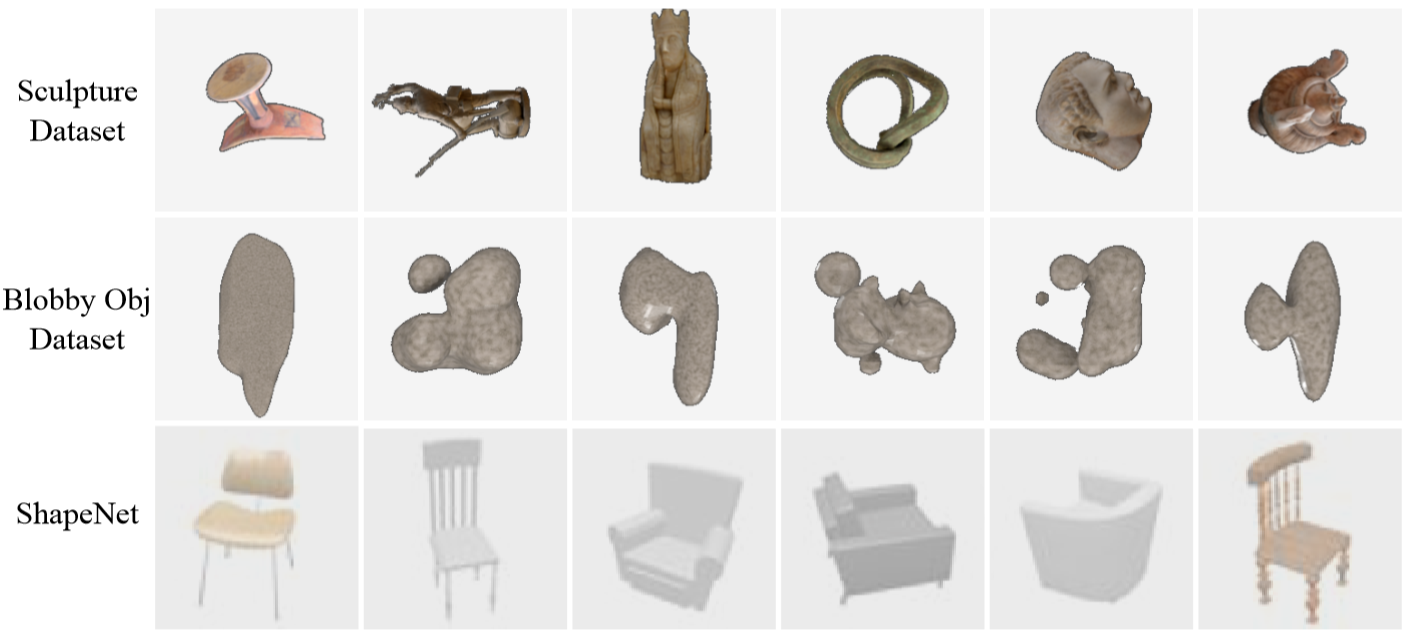 Sculpture
Dataset
Blobby Obj
Dataset
ShapeNet